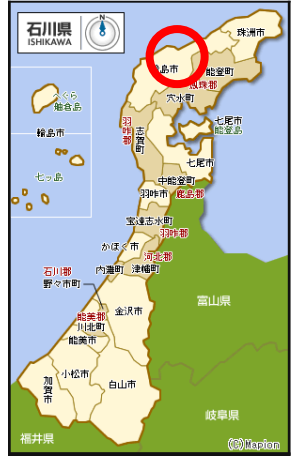 石川県
ISHIKAWA
珠洲市
島市
能登町
鳳珠郡
穴水町
へぐら
舳倉島
輪島市
七っ島
羽咋郡
志賀町
七尾市
能登島
七尾市
中能登町
羽咋市
鹿島郡
宝達志水町
羽咋郡
かほく市
河北郡
石川郡
内灘町
津幡町
野々市町
富山県
能美郡
金沢市
川北町
能美市
小松市
加賀市
白山市
岐阜県
福井県
(C)Mapion